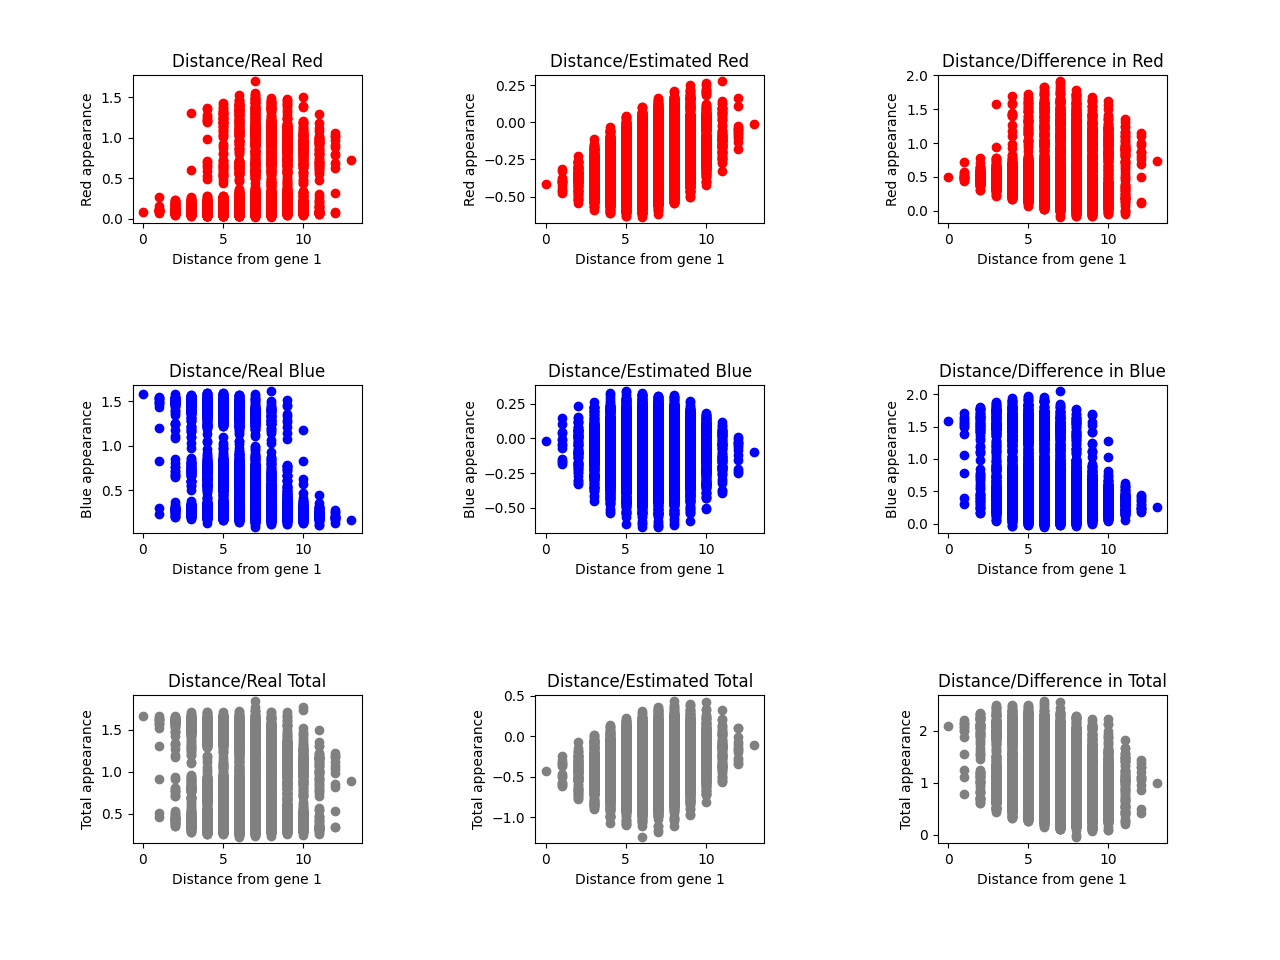 Distance/Real Red
Distance/Estimated Red
Distance/Difference in Red
Red appearance
1.5
1.0
0.5
0.0
0
5
10
Distance from gene 1
Red appearance
0.25
0.00
−0.25
−0.50
0
5
10
Distance from gene 1
Red appearance
2.0
1.5
1.0
0.5
0.0
0
5
10
Distance from gene 1
Distance/Real Blue
Distance/Estimated Blue
Distance/Difference in Blue
Blue appearance
1.5
1.0
0.5
0
5
10
Distance from gene 1
Blue appearance
0.25
0.00
−0.25
−0.50
0
5
10
Distance from gene 1
Blue appearance
2.0
1.5
1.0
0.5
0.0
0
5
10
Distance from gene 1
Distance/Real Total
Distance/Estimated Total
Distance/Difference in Total
Total appearance
1.5
1.0
0.5
0
5
10
Distance from gene 1
Total appearance
0.5
0.0
−0.5
−1.0
0
5
10
Distance from gene 1
Total appearance
2
1
0
0
5
10
Distance from gene 1